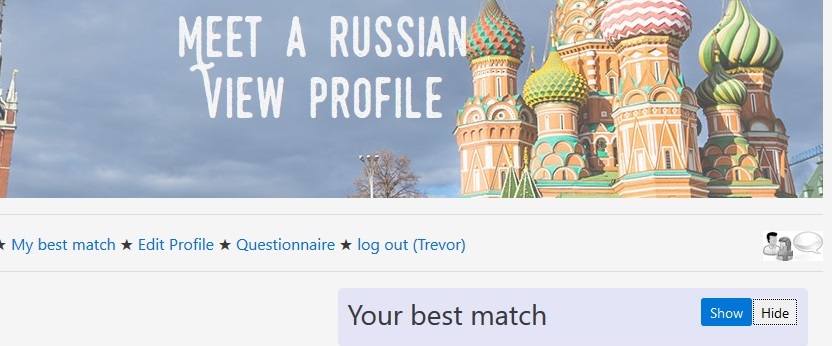 MEET A RUSSIAN
VIEW PROFILE
★ My best match ★ Edit Profile ★ Questionnaire ★ log out (Trevor)
Your best match
Show
Hide